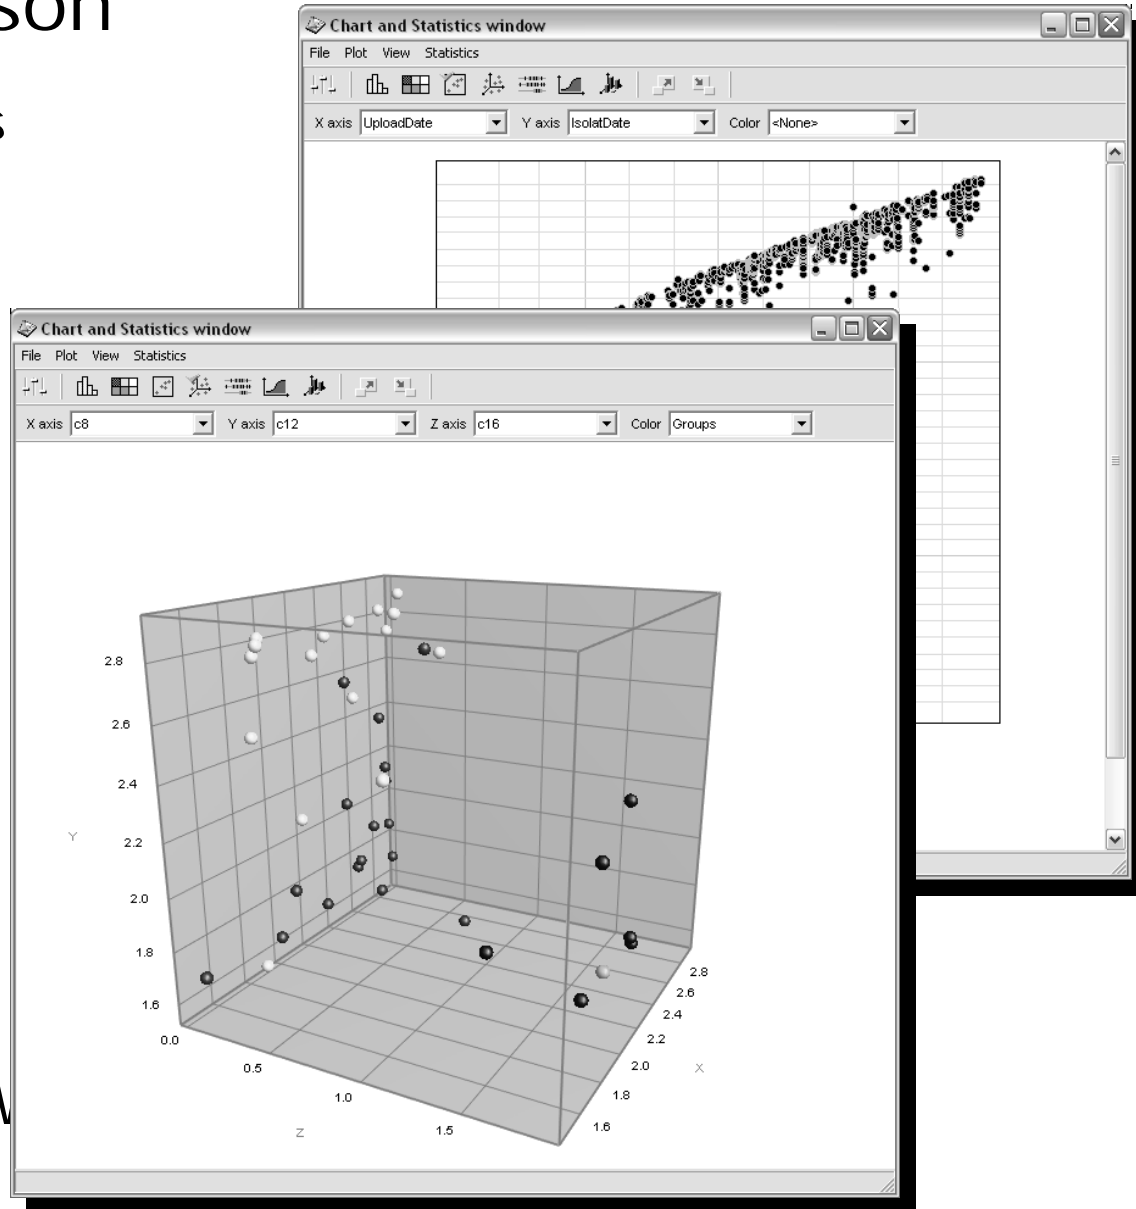 son
s
Chart and Statistics window
File Plot View Statistics
X axis UploadDate Y axis IsolatDate Color <None>
Chart and Statistics window
File Plot View Statistics
X axis c8 Y axis c12 Z axis c16 Color Groups
2.8
2.6
2.4
Y
2.2
2.0
1.8
1.6
0.0
0.5
1.0
1.5
Z
2.8
2.6
2.4
2.2
2.0
X
1.8
1.6